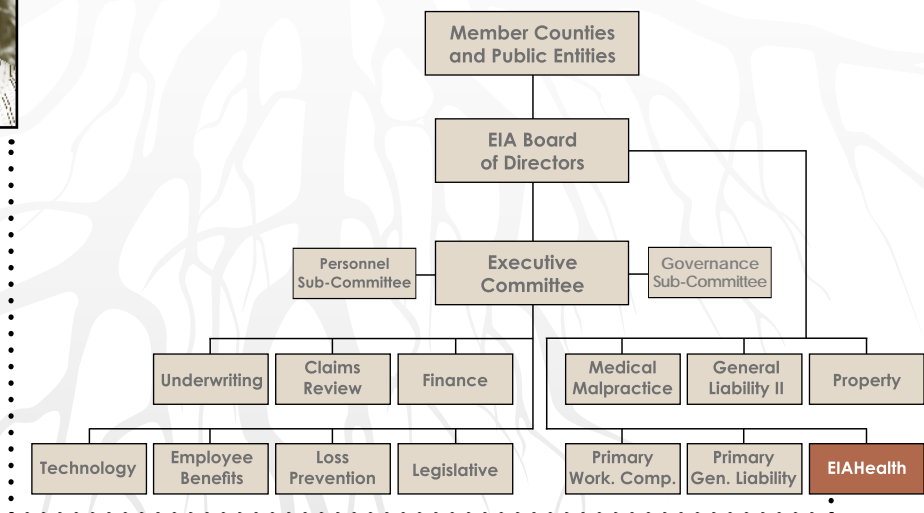 Member Counties
and Public Entities
EIA Board
of Directors
Personnel
Sub-Committee
Executive
Committee
Governance
Sub-Committee
Underwriting
Claims
Review
Finance
Medical
Malpractice
General
Liability II
Property
Technology
Employee
Benefits
Loss
Prevention
Legislative
Primary
Work. Comp.
Primary
Gen. Liability
EIAHealth